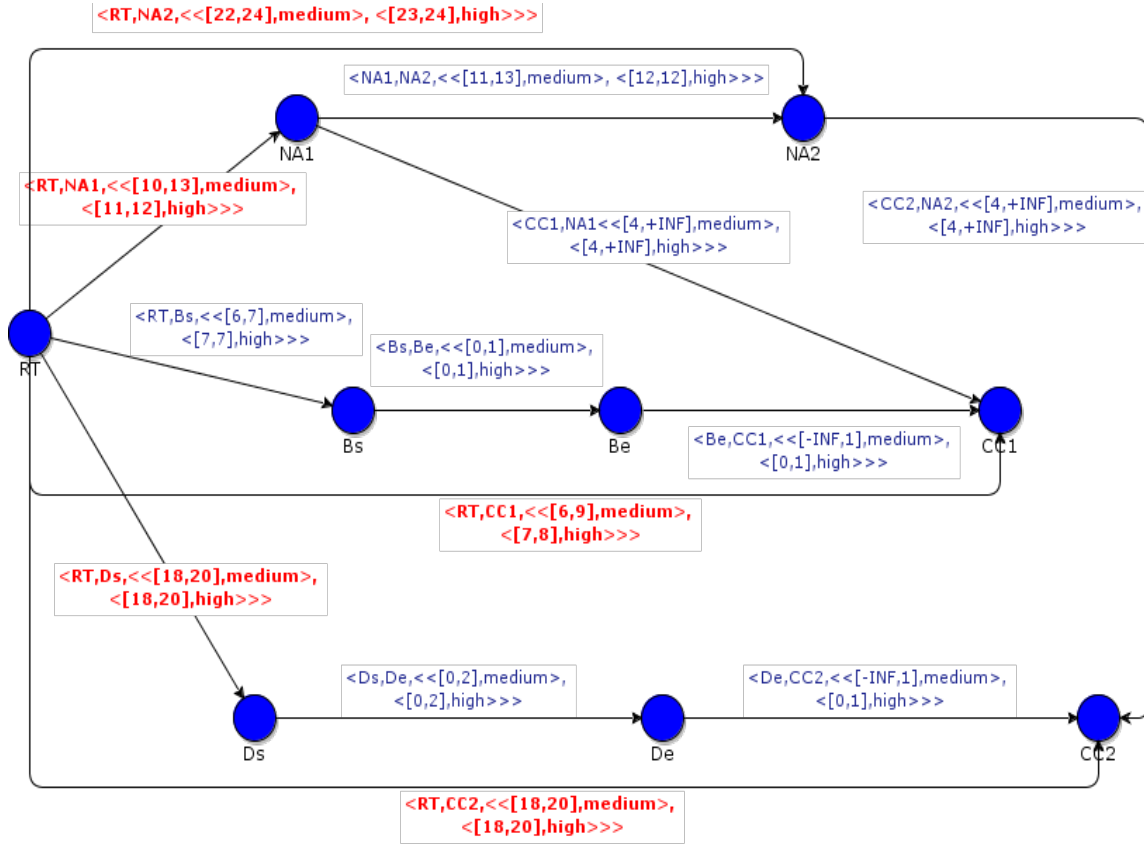 <RT,NA2,<<[22,24],medium>, <[23,24],high>>>
<NA1,NA2,<<[11,13],medium>, <[12,12],high>>>
NA1
NA2
<RT,NA1,<<[10,13],medium>,
<[11,12],high>>>
<CC1,NA1<<[4,+INF],medium>,
<[4,+INF],high>>>
<CC2,NA2,<<[4,+INF],medium>,
<[4,+INF],high>>>
<RT,Bs,<<[6,7],medium>,
<[7,7],high>>>
<Bs,Be,<<[0,1],medium>,
<[0,1],high>>>
RT
Bs
Be
<Be,CC1,<<[-INF,1],medium>,
<[0,1],high>>>
CC1
<RT,CC1,<<[6,9],medium>,
<[7,8],high>>>
<RT,Ds,<<[18,20],medium>,
<[18,20],high>>>
<Ds,De,<<[0,2],medium>,
<[0,2],high>>>
<De,CC2,<<[-INF,1],medium>,
<[0,1],high>>>
Ds
De
CC2
<RT,CC2,<<[18,20],medium>,
<[18,20],high>>>